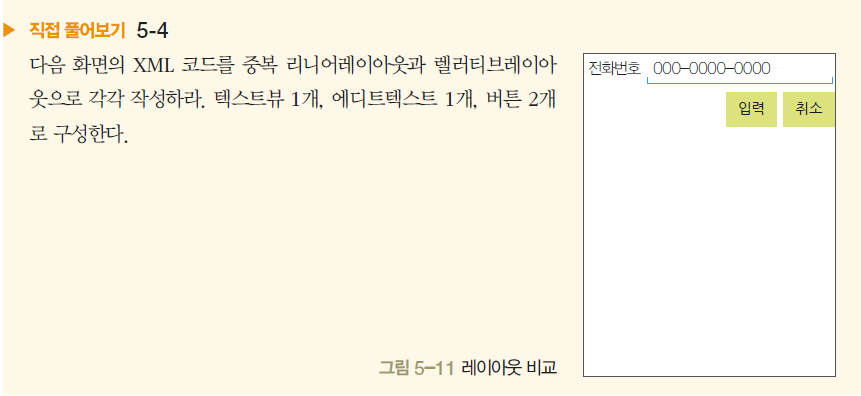 ▶ 직접 풀어보기 5-4
다음 화면의 XML 코드를 중복 리니어레이아웃과 렐러티브레이아
웃으로 각각 작성하라. 텍스트뷰 1개, 에디트텍스트 1개, 버튼 2개
로 구성한다.
전화번호 000-0000-0000
입력 취소
그림 5-11 레이아웃 비교